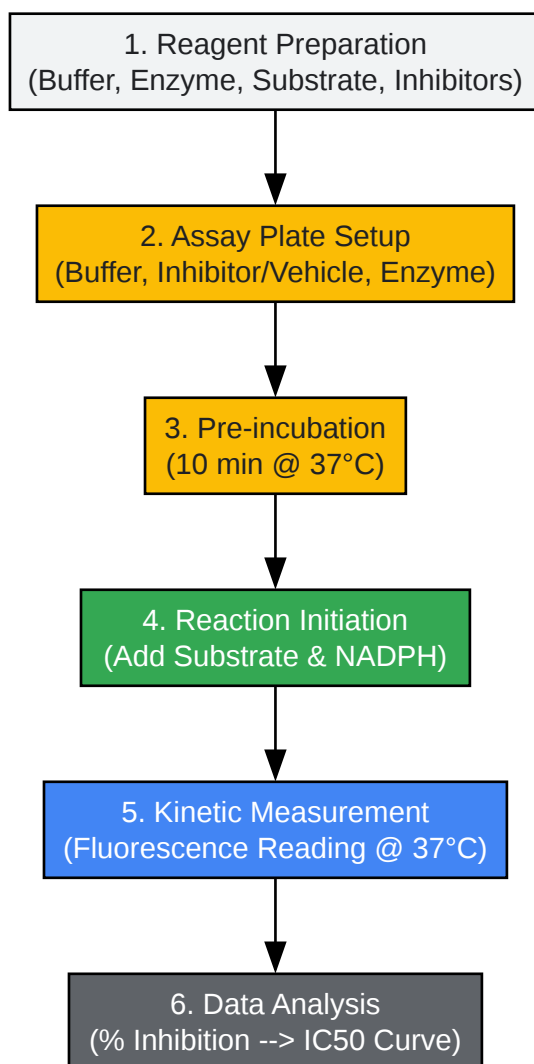 1. Reagent Preparation
(Buffer, Enzyme, Substrate, Inhibitors)
2. Assay Plate Setup
(Buffer, Inhibitor/Vehicle, Enzyme)
3. Pre-incubation
(10 min @ 37°C)
4. Reaction Initiation
(Add Substrate & NADPH)
5. Kinetic Measurement
(Fluorescence Reading @ 37°C)
6. Data Analysis
(% Inhibition --> IC50 Curve)